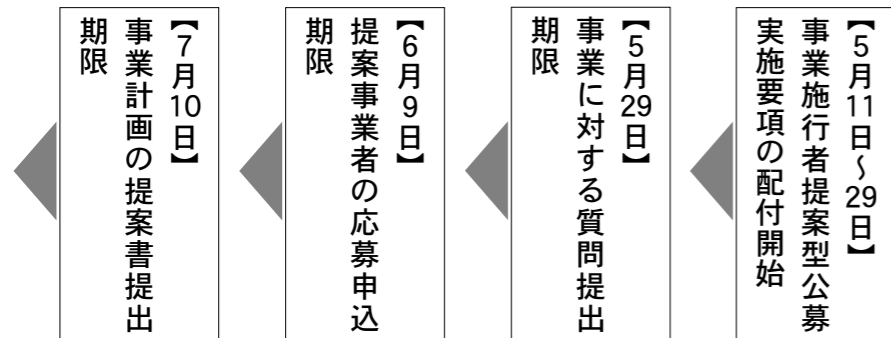 【5月11日〜29日】
事業施行者提案型公募
実施要項の配付開始
【5月29日】
事業に対する質問提出
期限
【6月9日】
提案事業者の応募申込
期限
【7月10日】
事業計画の提案書提出
期限